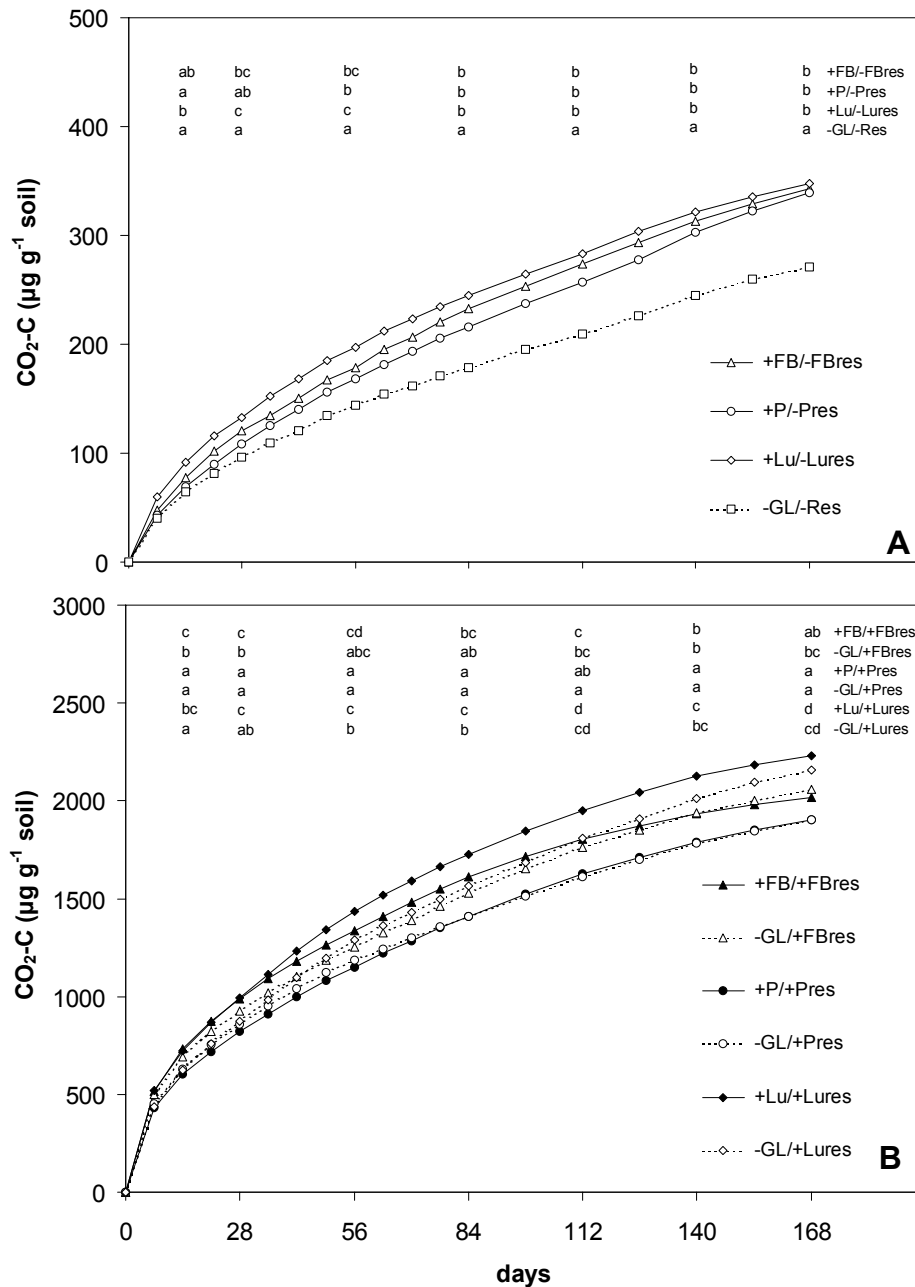 500
ab bc bc b b b b +FB/-FBres
a ab b b b b b +P/-Pres
b c c b b b b +Lu/-Lures
a a a a a a a -GL/-Res
400
300
200
100
0
CO₂-C (µg g⁻¹ soil)
+FB/-FBres
+P/-Pres
+Lu/-Lures
-GL/-Res
A
3000
c c cd bc c b ab +FB/+FBres
b b abc ab bc b bc -GL/+FBres
a a a a ab a a +P/+Pres
a a a a a a a -GL/+Pres
bc c c c d c d +Lu/+Lures
a ab b b cd bc cd -GL/+Lures
2500
2000
1500
1000
500
0
CO₂-C (µg g⁻¹ soil)
+FB/+FBres
-GL/+FBres
+P/+Pres
-GL/+Pres
+Lu/+Lures
-GL/+Lures
B
0 28 56 84 112 140 168
days